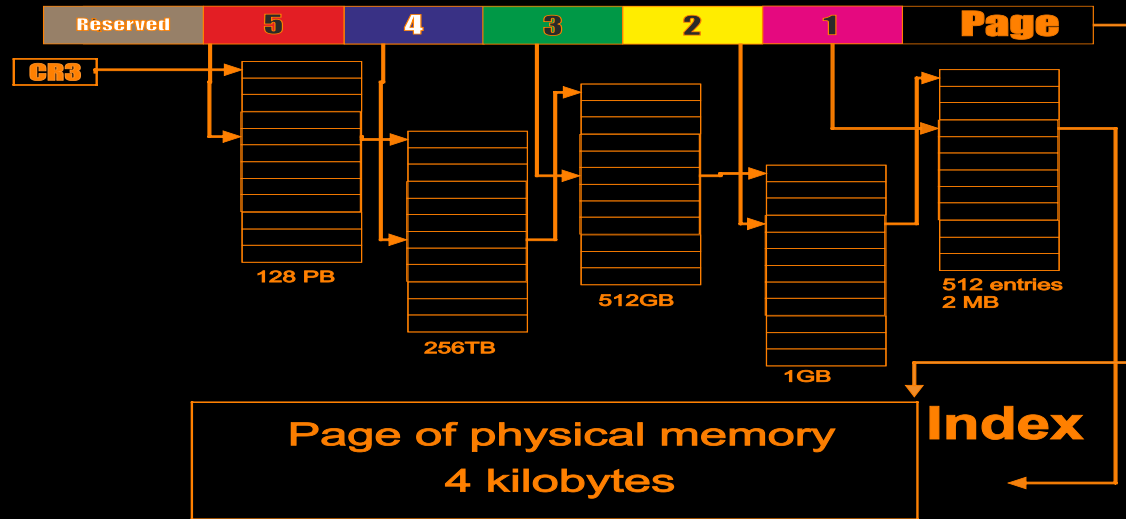 Reserved
5
4
3
2
1
Page
CR3
128 PB
256TB
512GB
1GB
512 entries
2 MB
Index
Page of physical memory
4 kilobytes